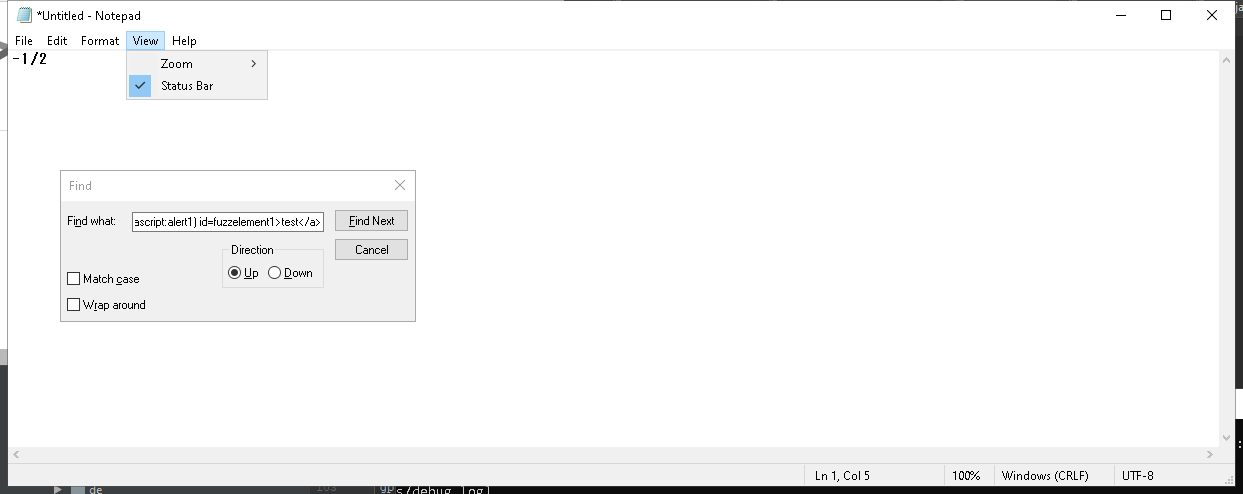 *Untitled - Notepad
File Edit Format View Help
-1/2
Zoom
Status Bar
Find
Find what: ascript:alert1) id=fuzzelement1>test</a> Find Next
Direction Cancel
Up Down
Match case
Wrap around
Ln 1, Col 5 100% Windows (CRLF) UTF-8
de